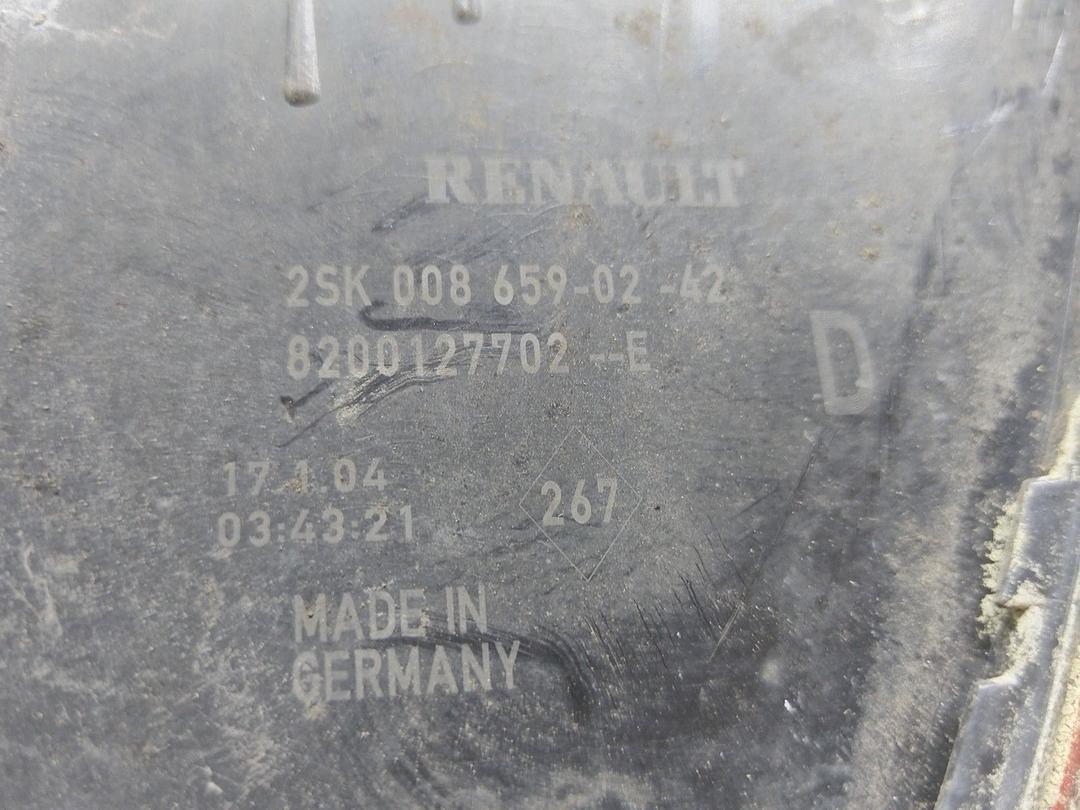 RENAULT
2SK 008 659-02 -42
8200127702 --E
D
17.1.04
03:43:21
267
MADE IN
GERMANY